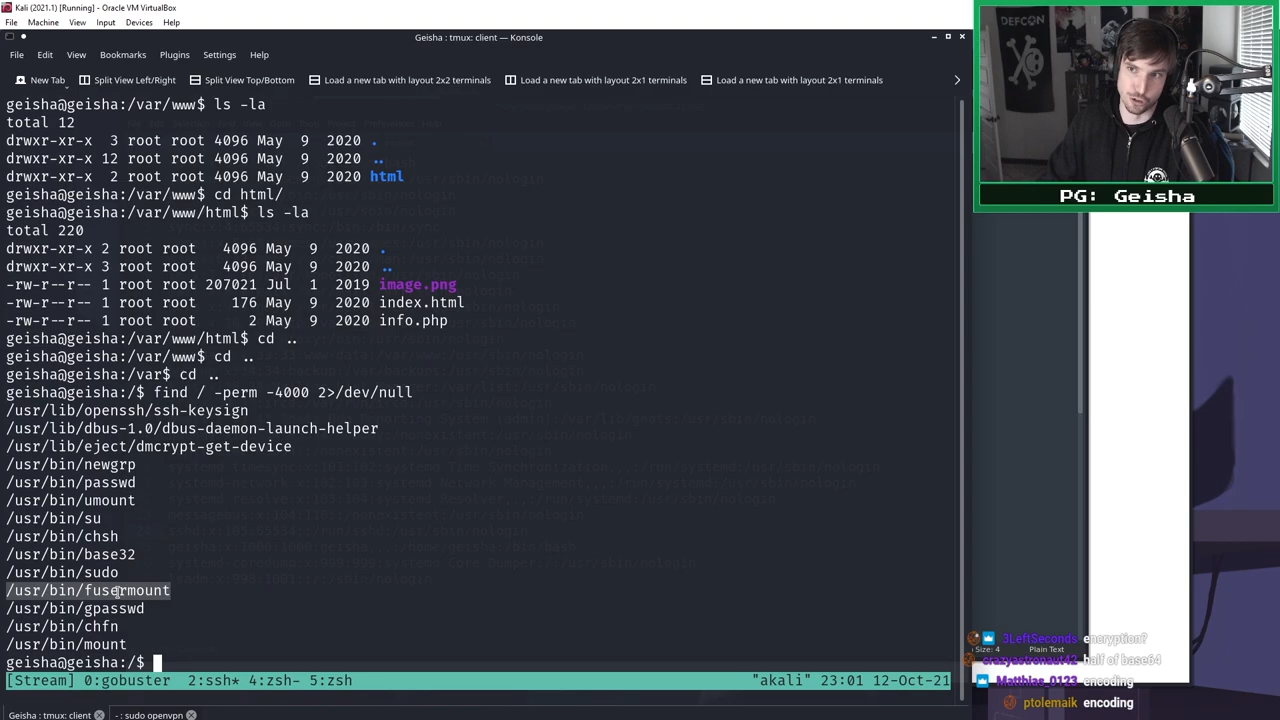 Kali (2021.1) [Running] - Oracle VM VirtualBox
File Machine View Input Devices Help
Geisha : tmux: client — Konsole
File Edit View Bookmarks Plugins Settings Help
New Tab Split View Left/Right Split View Top/Bottom Load a new tab with layout 2x2 terminals Load a new tab with layout 2x1 terminals Load a new tab with layout 2x1 terminals
geisha@geisha:/var/www$ ls -la
total 12
drwxr-xr-x 3 root root 4096 May 9 2020 .
drwxr-xr-x 12 root root 4096 May 9 2020 ..
drwxr-xr-x 2 root root 4096 May 9 2020 html
geisha@geisha:/var/www$ cd html/
geisha@geisha:/var/www/html$ ls -la
total 220
drwxr-xr-x 2 root root 4096 May 9 2020 .
drwxr-xr-x 3 root root 4096 May 9 2020 ..
-rw-r--r-- 1 root root 207021 Jul 1 2019 image.png
-rw-r--r-- 1 root root 176 May 9 2020 index.html
-rw-r--r-- 1 root root 2 May 9 2020 info.php
geisha@geisha:/var/www/html$ cd ..
geisha@geisha:/var/www$ cd ..
geisha@geisha:/var$ cd ..
geisha@geisha:/$ find / -perm -4000 2>/dev/null
/usr/lib/openssh/ssh-keysign
/usr/lib/dbus-1.0/dbus-daemon-launch-helper
/usr/lib/eject/dmcrypt-get-device
/usr/bin/newgrp
/usr/bin/passwd
/usr/bin/umount
/usr/bin/su
/usr/bin/chsh
/usr/bin/base32
/usr/bin/sudo
/usr/bin/fusermount
/usr/bin/gpasswd
/usr/bin/chfn
/usr/bin/mount
geisha@geisha:/$
[Stream] 0:gobuster 2:ssh* 4:zsh- 5:zsh "akali" 23:01 12-Oct-21
Geisha : tmux: client - : sudo openvpn
DEFCON
PG: Geisha
3LeftSeconds encryption?
Size: 4 Plain Text
crazyastronaut42 half of base64
Matthias_0123 encoding
ptolemaik encoding